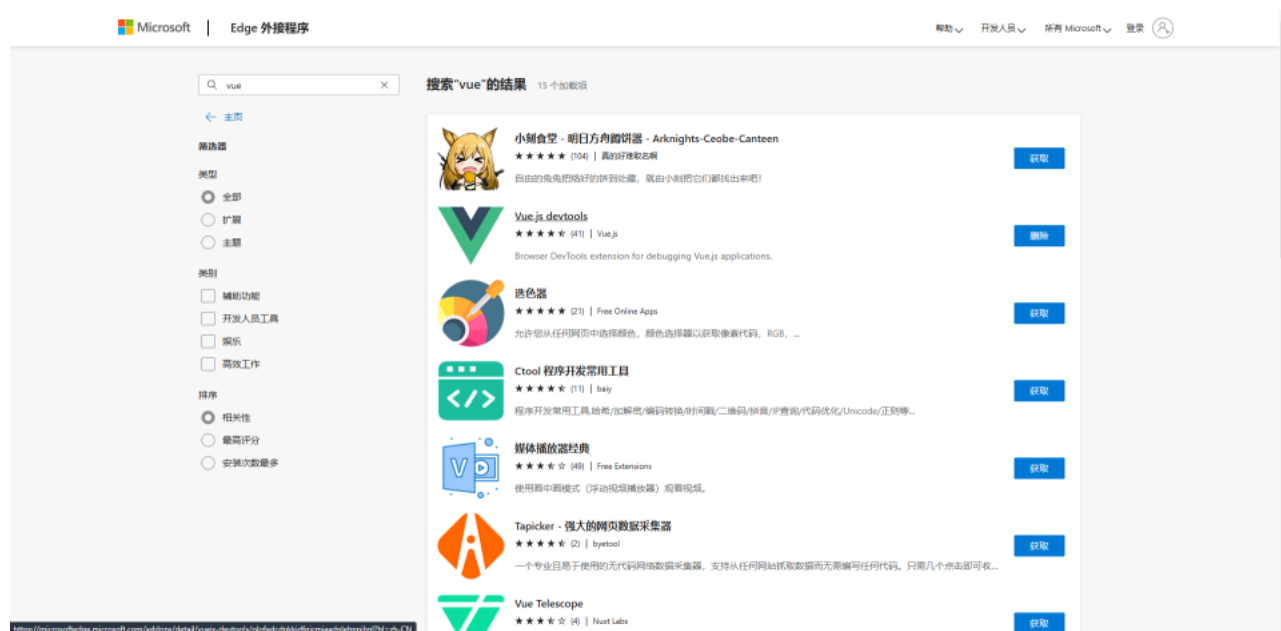 Microsoft
Edge 外接程序
帮助
开发人员
所有 Microsoft
登录
vue
主页
筛选器
类型
全部
扩展
主题
类别
辅助功能
开发人员工具
娱乐
高效工作
排序
相关性
最高评分
安装次数最多
搜索"vue"的结果 15 个加载项
小刻食堂 - 明日方舟蹲饼器 - Arknights-Ceobe-Canteen
(104) | 真的好难取名啊
自由的兔兔把烙好的饼到处藏，就由小刻把它们都找出来吧!
获取
Vue.js devtools
(41) | Vue.js
Browser DevTools extension for debugging Vue.js applications.
删除
选色器
(21) | Free Online Apps
允许您从任何网页中选择颜色，颜色选择器以获取像素代码，RGB，...
获取
Ctool 程序开发常用工具
(11) | baiy
程序开发常用工具,哈希/加解密/编码转换/时间戳/二维码/拼音/IP查询/代码优化/Unicode/正则等...
获取
媒体播放器经典
(49) | Free Extensions
使用画中画模式（浮动视频播放器）观看视频。
获取
Tapicker - 强大的网页数据采集器
(2) | byetool
一个专业且易于使用的无代码网络数据采集器，支持从任何网站抓取数据而无需编写任何代码。只需几个点击即可收...
获取
Vue Telescope
(4) | Nuxt Labs
获取